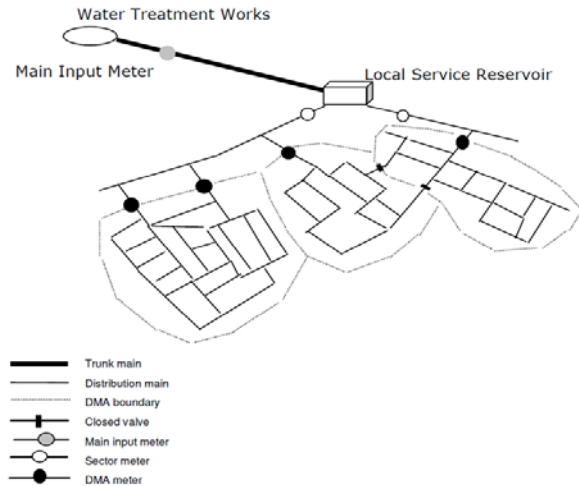 Water Treatment Works
Main Input Meter
Local Service Reservoir
Trunk main
Distribution main
DMA boundary
Closed valve
Main input meter
Sector meter
DMA meter